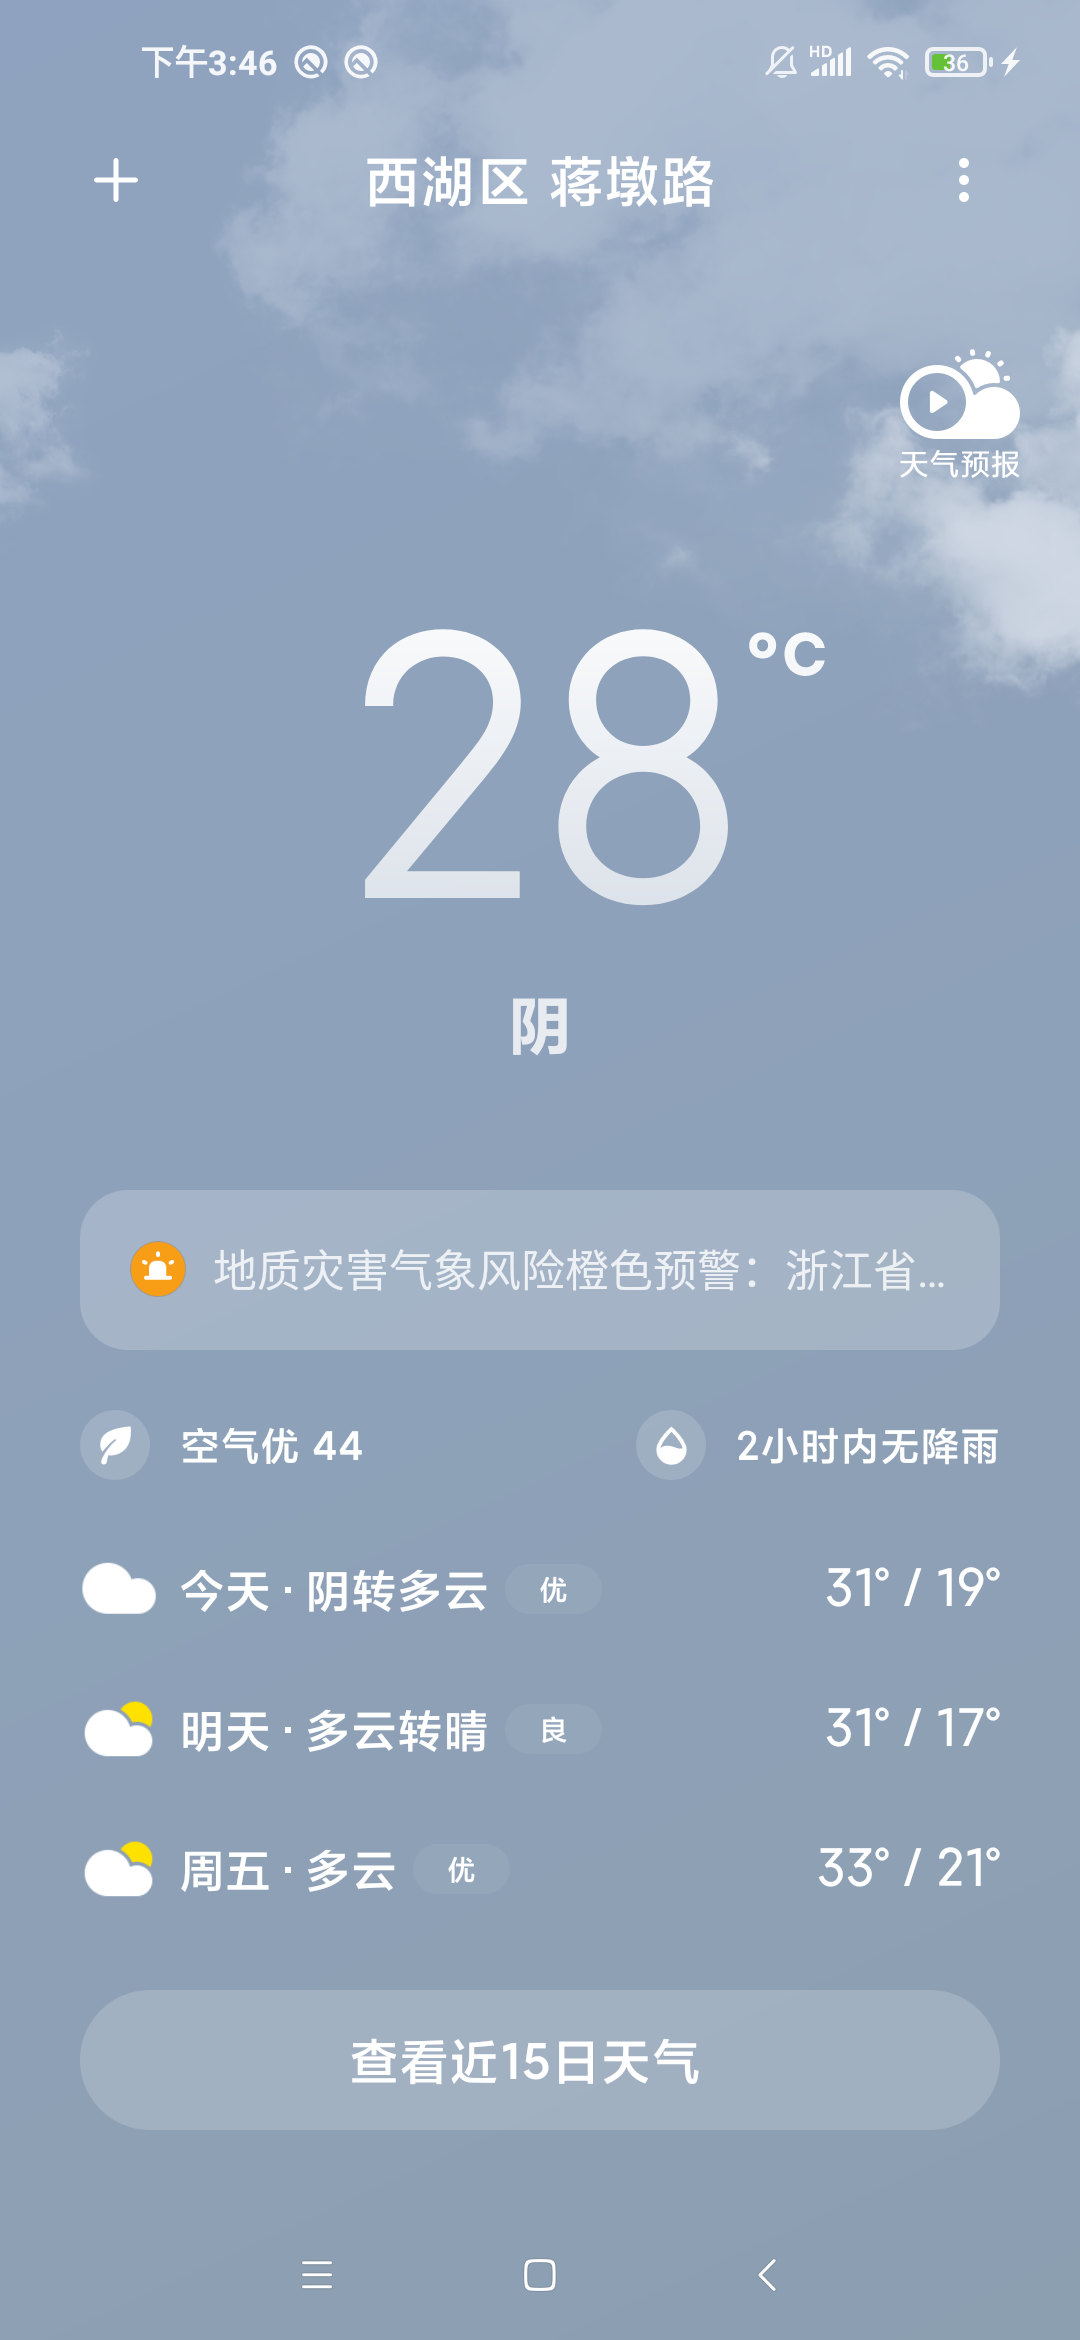 下午3:46
HD
36
西湖区 蒋墩路
天气预报
28°C
阴
地质灾害气象风险橙色预警：浙江省...
空气优 44
2小时内无降雨
今天 · 阴转多云 优 31° / 19°
明天 · 多云转晴 良 31° / 17°
周五 · 多云 优 33° / 21°
查看近15日天气